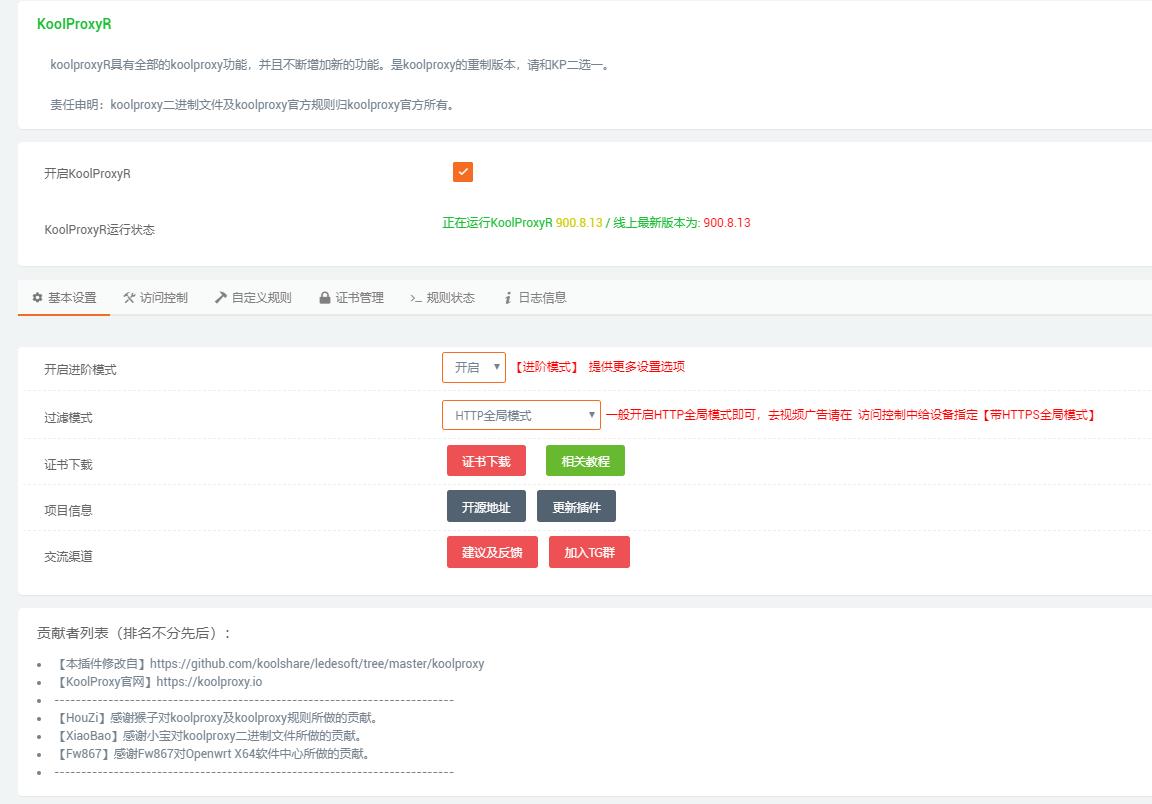 KoolProxyR
koolproxyR具有全部的koolproxy功能，并且不断增加新的功能。是koolproxy的重制版本，请和KP二选一。
责任申明：koolproxy二进制文件及koolproxy官方规则归koolproxy官方所有。
开启KoolProxyR
KoolProxyR运行状态 正在运行KoolProxyR 900.8.13 / 线上最新版本为: 900.8.13
基本设置 访问控制 自定义规则 证书管理 规则状态 日志信息
开启进阶模式 开启 【进阶模式】 提供更多设置选项
过滤模式 HTTP全局模式 一般开启HTTP全局模式即可，去视频广告请在 访问控制中给设备指定【带HTTPS全局模式】
证书下载 证书下载 相关教程
项目信息 开源地址 更新插件
交流渠道 建议及反馈 加入TG群
贡献者列表（排名不分先后）：
• 【本插件修改自】https://github.com/koolshare/ledesoft/tree/master/koolproxy
• 【KoolProxy官网】https://koolproxy.io
• --------------------------------------------------------------------------
• 【HouZi】感谢猴子对koolproxy及koolproxy规则所做的贡献。
• 【XiaoBao】感谢小宝对koolproxy二进制文件所做的贡献。
• 【Fw867】感谢Fw867对Openwrt X64软件中心所做的贡献。
• --------------------------------------------------------------------------